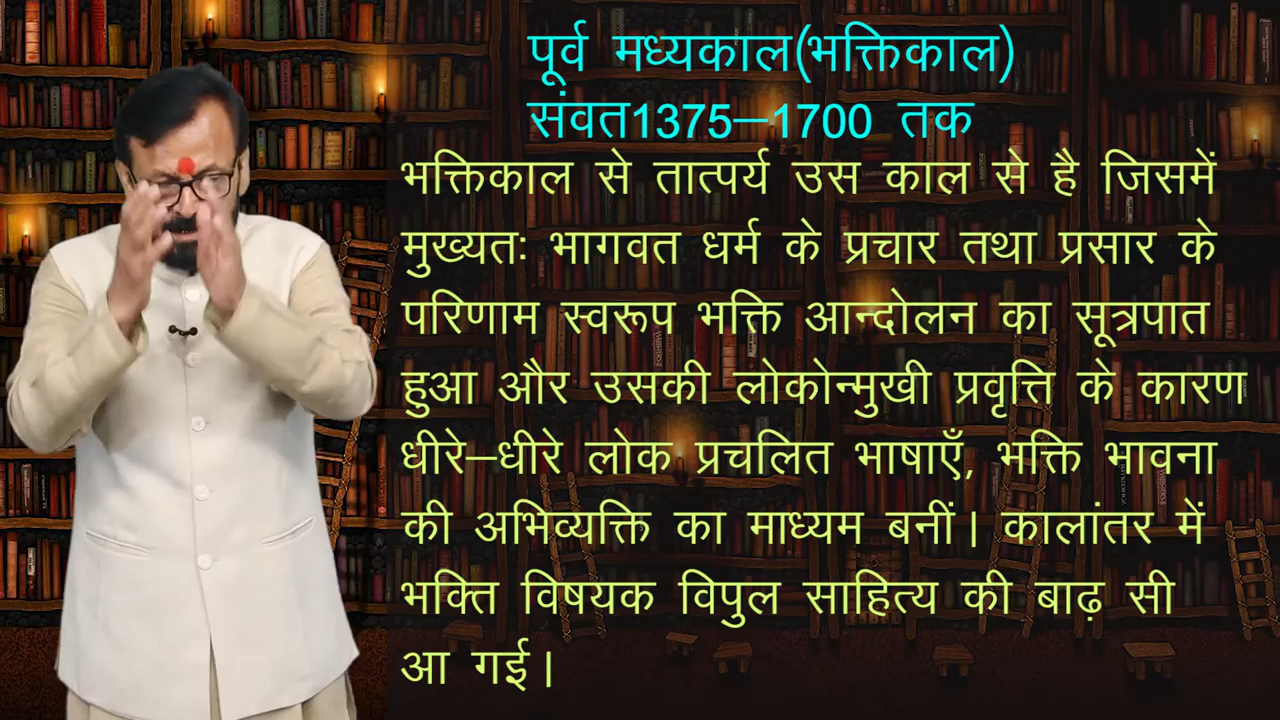 पूर्व मध्यकाल(भक्तिकाल)
संवत1375–1700 तक
भक्तिकाल से तात्पर्य उस काल से है जिसमें
मुख्यतः भागवत धर्म के प्रचार तथा प्रसार के
परिणाम स्वरूप भक्ति आन्दोलन का सूत्रपात
हुआ और उसकी लोकोन्मुखी प्रवृत्ति के कारण
धीरे–धीरे लोक प्रचलित भाषाएँ, भक्ति भावना
की अभिव्यक्ति का माध्यम बनीं। कालांतर में
भक्ति विषयक विपुल साहित्य की बाढ़ सी
आ गई।